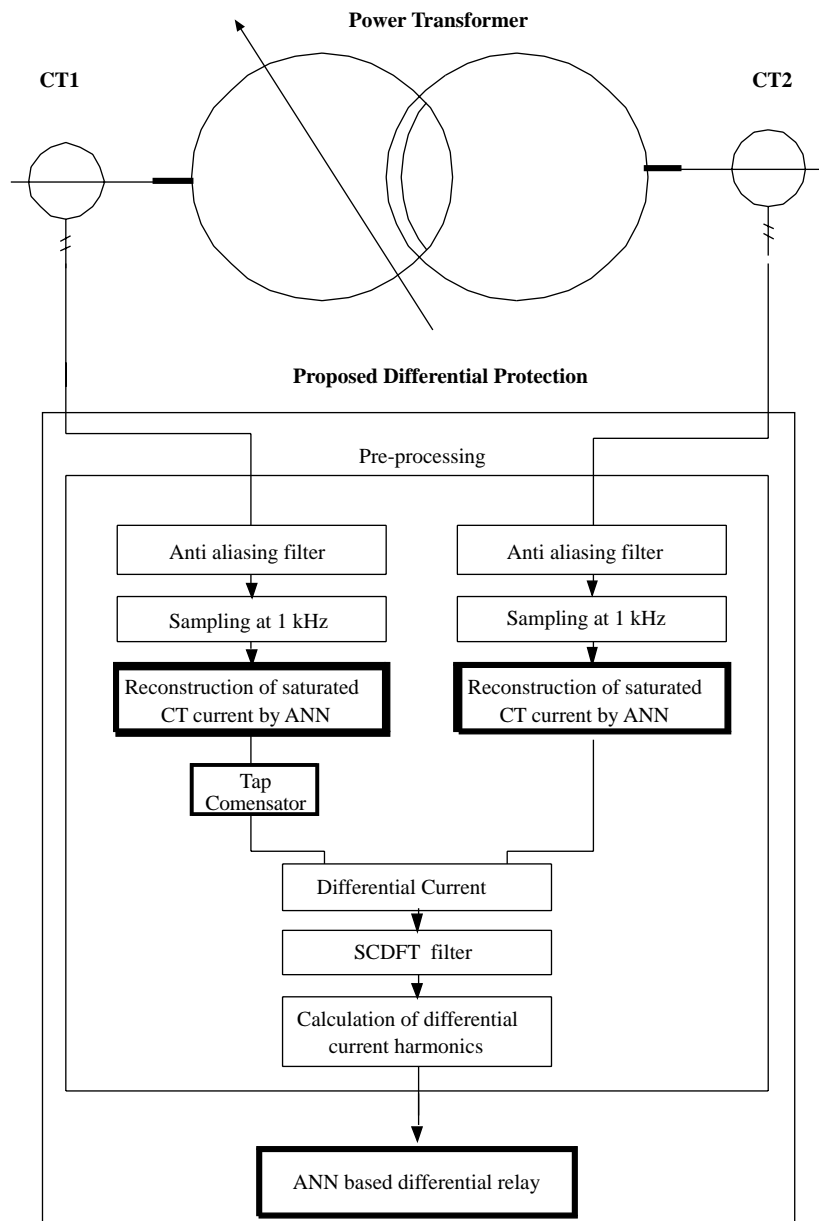 Power Transformer
CT1
CT2
Proposed Differential Protection
Pre-processing
Anti aliasing filter
Anti aliasing filter
Sampling at 1 kHz
Sampling at 1 kHz
Reconstruction of saturated
CT current by ANN
Reconstruction of saturated
CT current by ANN
Tap
Comensator
Differential Current
SCDFT filter
Calculation of differential
current harmonics
ANN based differential relay